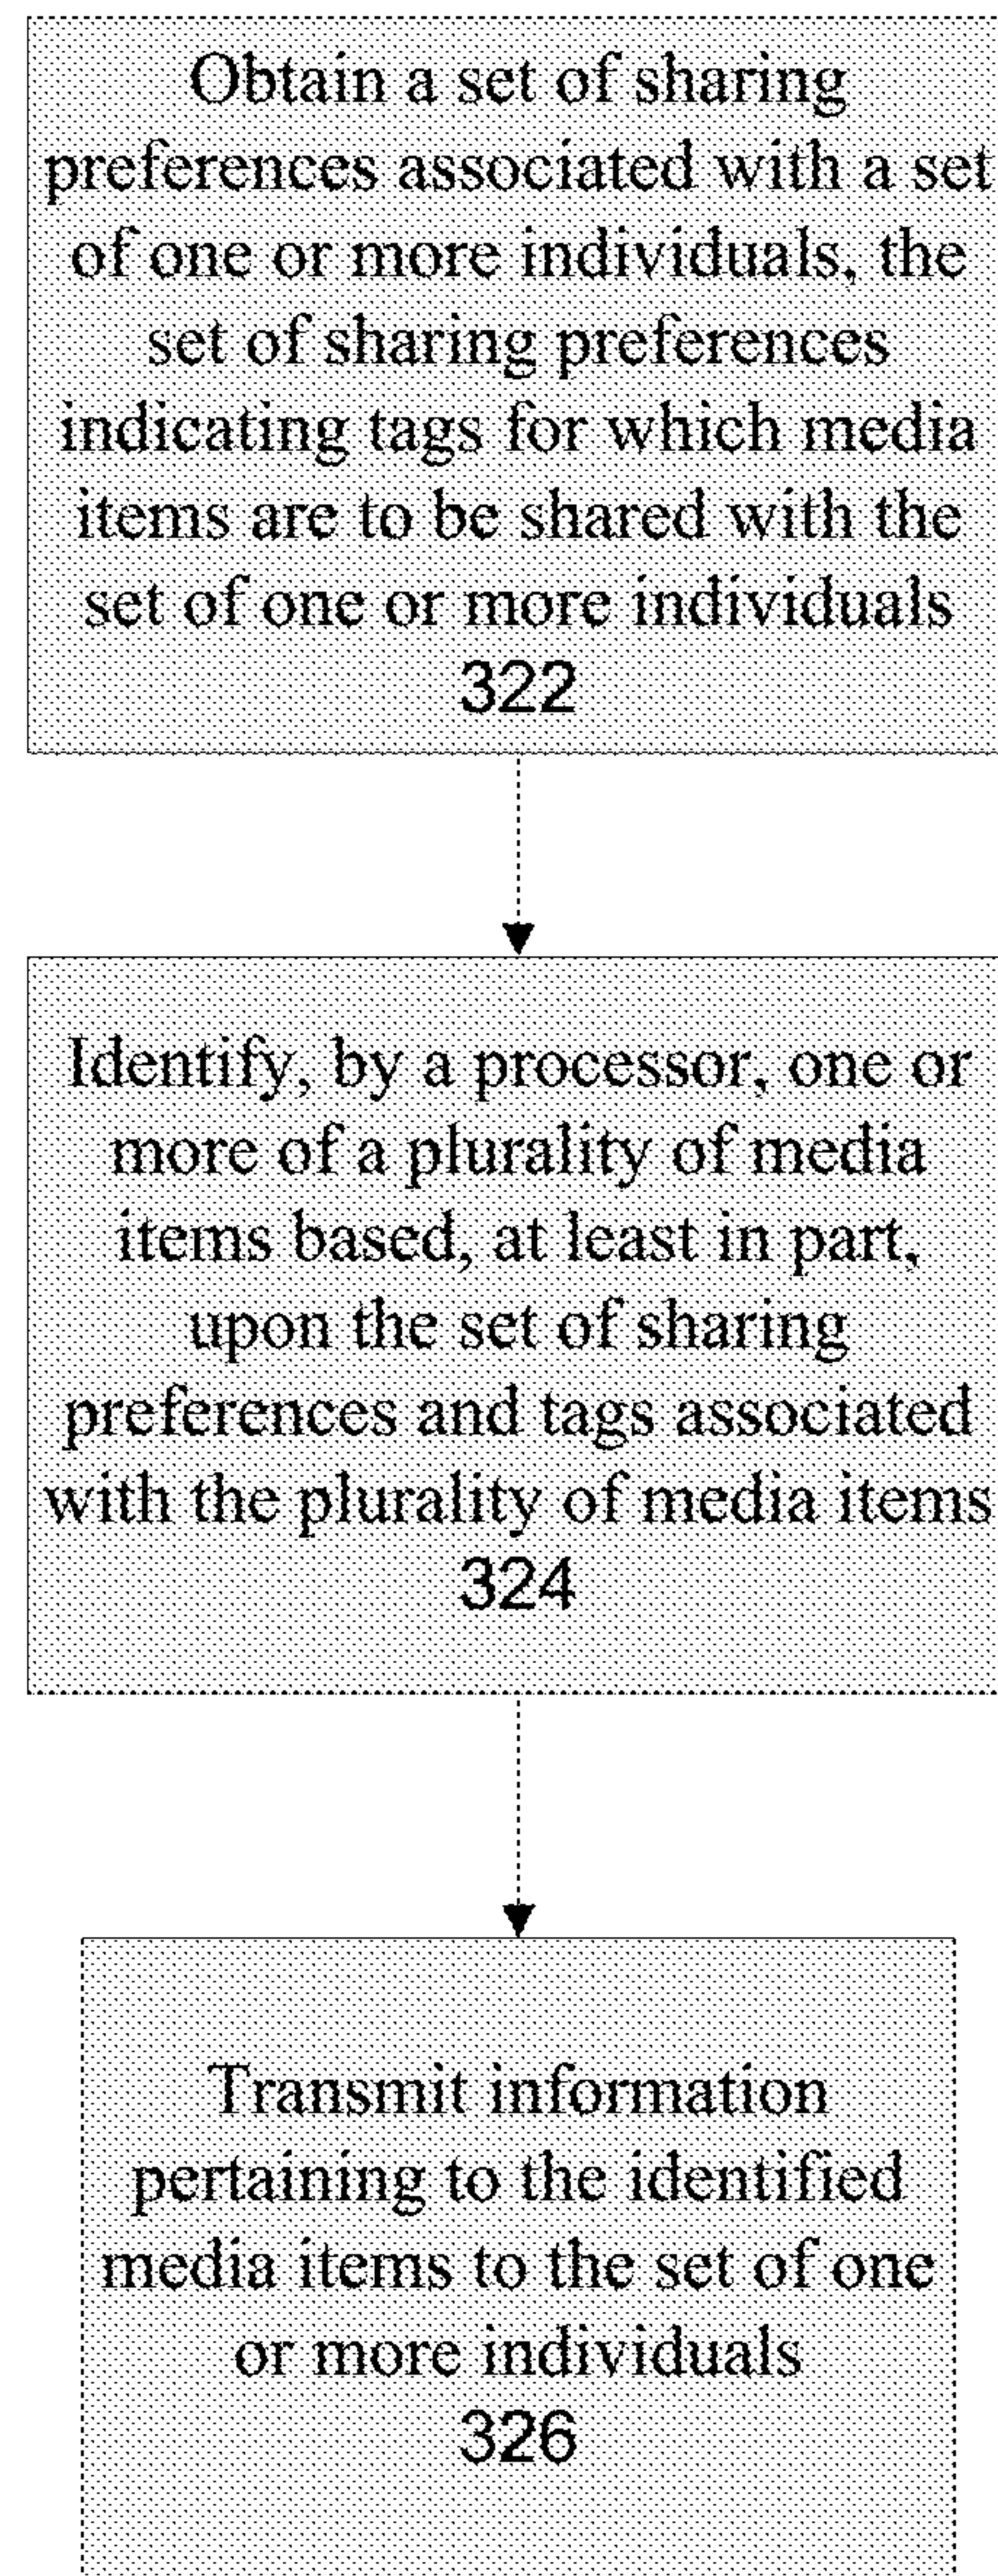 Obtain a set of sharing
preferences associated with a set
of one or more individuals, the
set of sharing preferences
indicating tags for which media
items are to be shared with the
set of one or more individuals
322
Identify, by a processor, one or
more of a plurality of media
items based, at least in part,
upon the set of sharing
preferences and tags associated
with the plurality of media items
324
Transmit information
pertaining to the identified
media items to the set of one
or more individuals
326